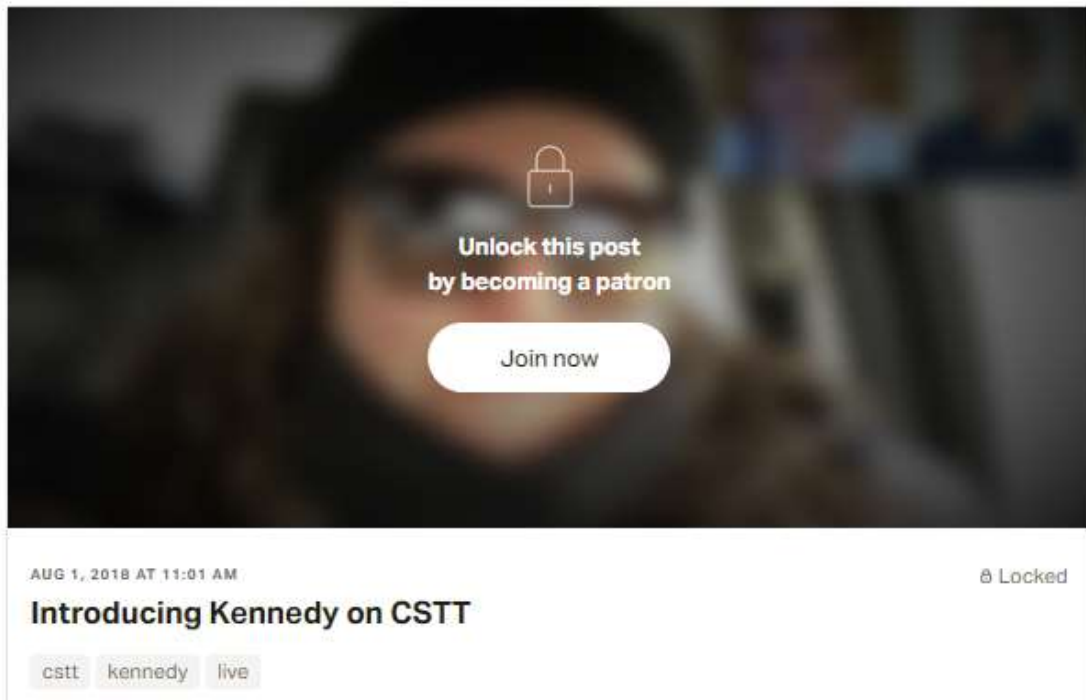 Unlock this post
by becoming a patron
Join now
AUG 1, 2018 AT 11:01 AM
Locked
Introducing Kennedy on CSTT
cstt kennedy live